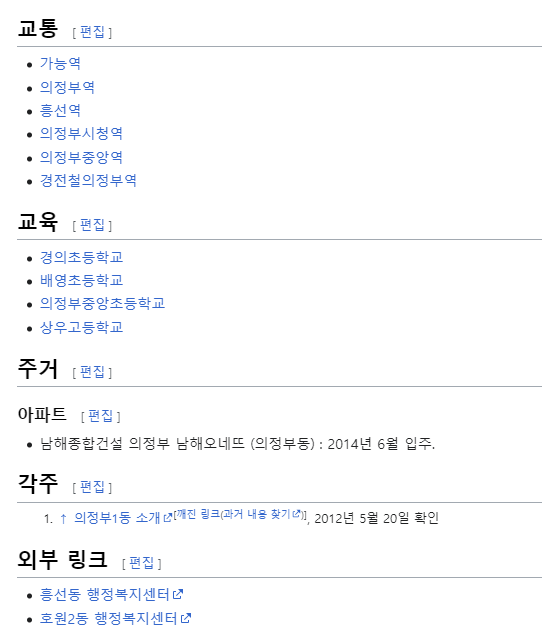 교통 [ 편집 ]
가능역
의정부역
흥선역
의정부시청역
의정부중앙역
경전철의정부역
교육 [ 편집 ]
경의초등학교
배영초등학교
의정부중앙초등학교
상우고등학교
주거 [ 편집 ]
아파트 [ 편집 ]
남해종합건설 의정부 남해오네뜨 (의정부동) : 2014년 6월 입주.
각주 [ 편집 ]
1. ↑ 의정부1동 소개[깨진 링크(과거 내용 찾기)], 2012년 5월 20일 확인
외부 링크 [ 편집 ]
흥선동 행정복지센터
호원2동 행정복지센터